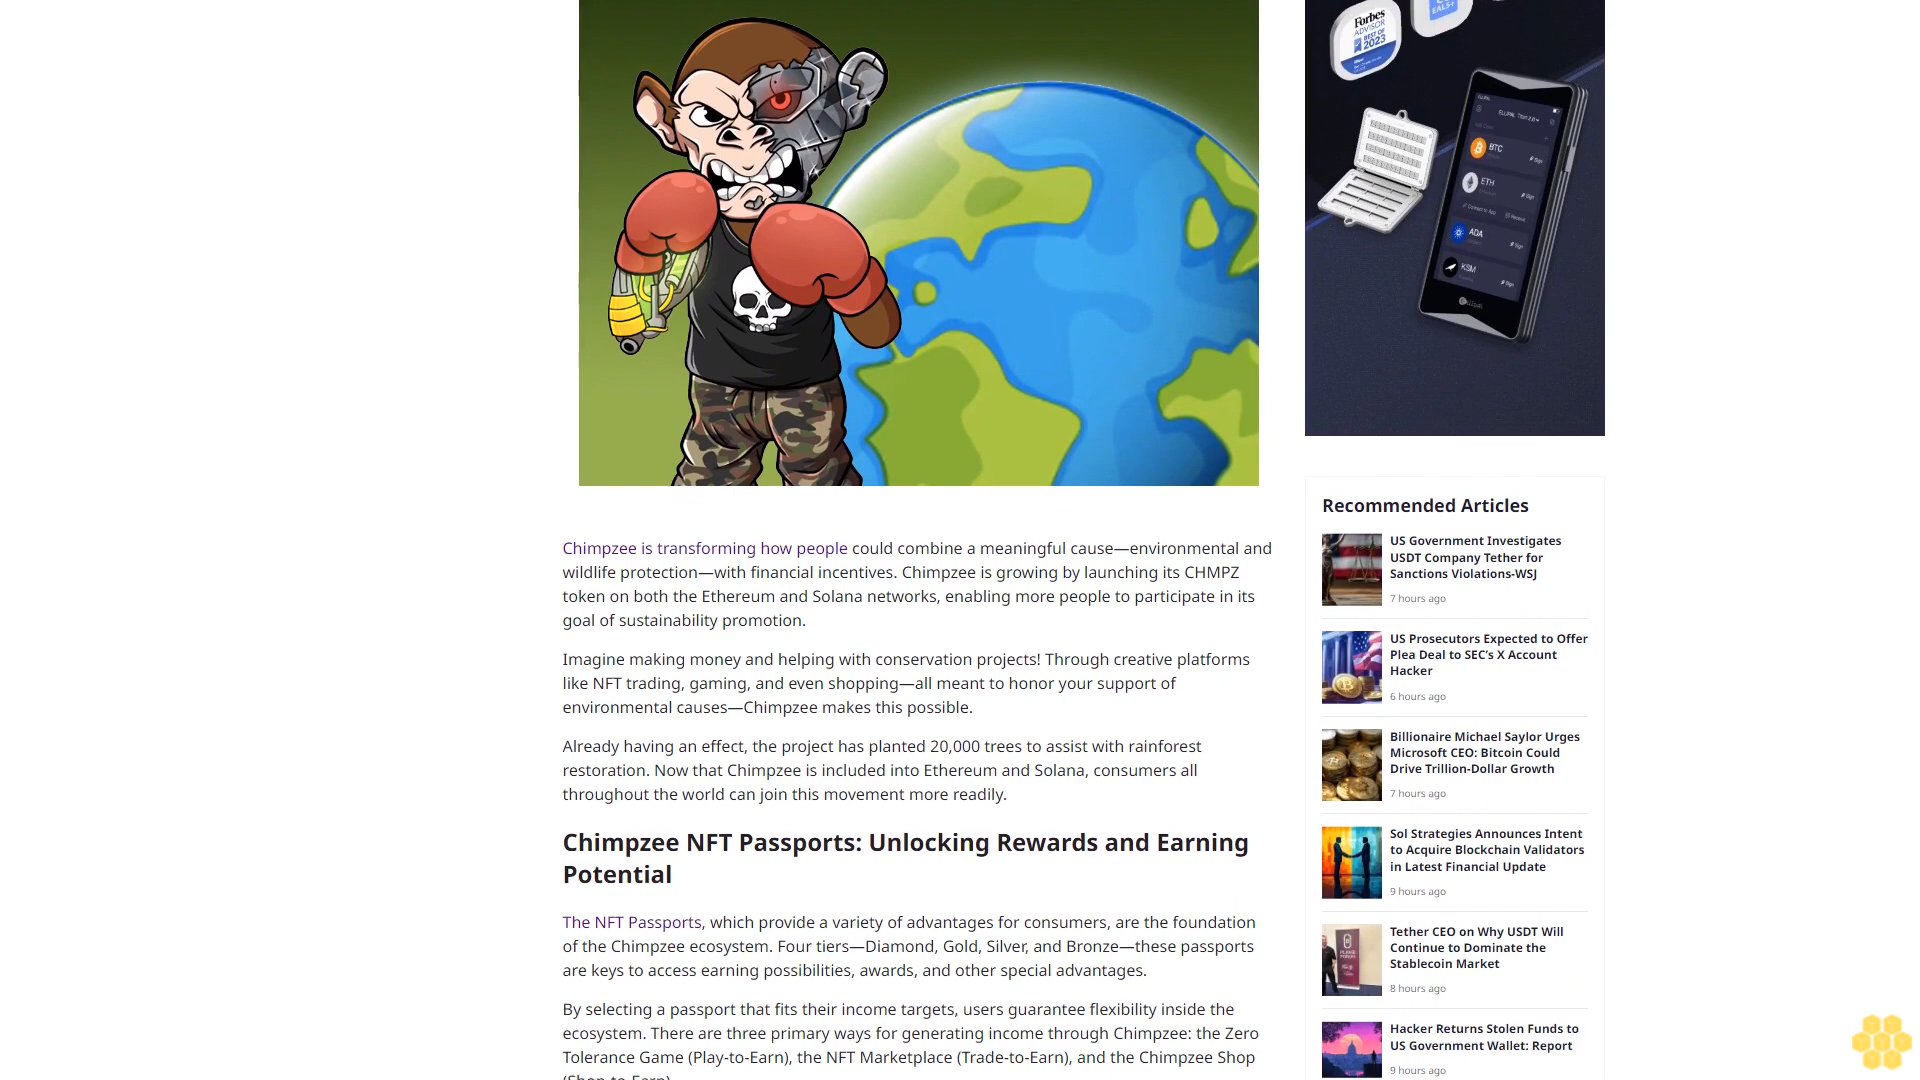 Forbes
ADVISOR
BEST OF
2023
EAL5+
BTC
Sign
ETH
Sign
Connect to App
Receive
ADA
Sign
KSM
Sign
Chimpzee is transforming how people could combine a meaningful cause—environmental and
wildlife protection—with financial incentives. Chimpzee is growing by launching its CHMPZ
token on both the Ethereum and Solana networks, enabling more people to participate in its
goal of sustainability promotion.
Imagine making money and helping with conservation projects! Through creative platforms
like NFT trading, gaming, and even shopping—all meant to honor your support of
environmental causes—Chimpzee makes this possible.
Already having an effect, the project has planted 20,000 trees to assist with rainforest
restoration. Now that Chimpzee is included into Ethereum and Solana, consumers all
throughout the world can join this movement more readily.
Chimpzee NFT Passports: Unlocking Rewards and Earning
Potential
The NFT Passports, which provide a variety of advantages for consumers, are the foundation
of the Chimpzee ecosystem. Four tiers—Diamond, Gold, Silver, and Bronze—these passports
are keys to access earning possibilities, awards, and other special advantages.
By selecting a passport that fits their income targets, users guarantee flexibility inside the
ecosystem. There are three primary ways for generating income through Chimpzee: the Zero
Tolerance Game (Play-to-Earn), the NFT Marketplace (Trade-to-Earn), and the Chimpzee Shop
(Shop-to-Earn)
Recommended Articles
US Government Investigates
USDT Company Tether for
Sanctions Violations-WSJ
7 hours ago
US Prosecutors Expected to Offer
Plea Deal to SEC’s X Account
Hacker
6 hours ago
Billionaire Michael Saylor Urges
Microsoft CEO: Bitcoin Could
Drive Trillion-Dollar Growth
7 hours ago
Sol Strategies Announces Intent
to Acquire Blockchain Validators
in Latest Financial Update
9 hours ago
Tether CEO on Why USDT Will
Continue to Dominate the
Stablecoin Market
8 hours ago
Hacker Returns Stolen Funds to
US Government Wallet: Report
9 hours ago